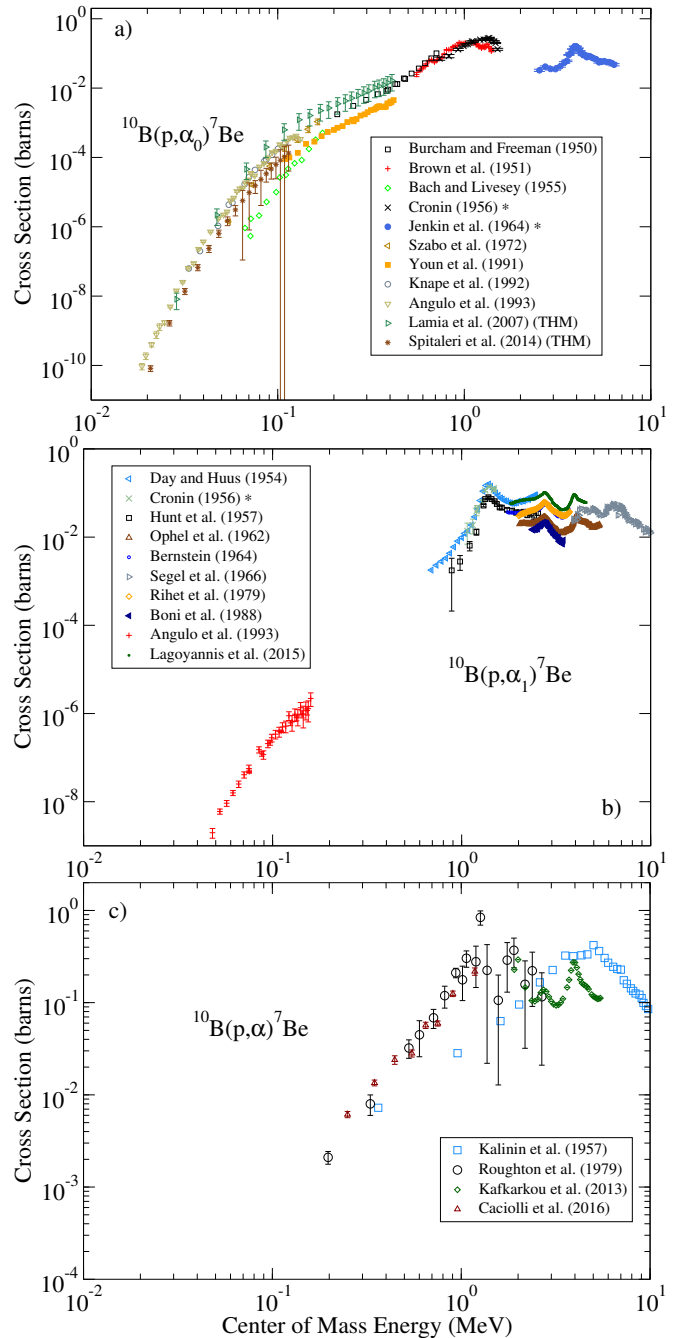 a)
10^0
10^-2
10^-4
10^-6
10^-8
10^-10
Cross Section (barns)
^10B(p,α_0)^7Be
Burcham and Freeman (1950)
Brown et al. (1951)
Bach and Livesey (1955)
Cronin (1956) *
Jenkin et al. (1964) *
Szabo et al. (1972)
Youn et al. (1991)
Knape et al. (1992)
Angulo et al. (1993)
Lamia et al. (2007) (THM)
Spitaleri et al. (2014) (THM)
10^-2 10^-1 10^0 10^1
10^0
10^-2
10^-4
10^-6
10^-8
Cross Section (barns)
Day and Huus (1954)
Cronin (1956) *
Hunt et al. (1957)
Ophel et al. (1962)
Bernstein (1964)
Segel et al. (1966)
Rihet et al. (1979)
Boni et al. (1988)
Angulo et al. (1993)
Lagoyannis et al. (2015)
^10B(p,α_1)^7Be
b)
10^-2 10^-1 10^0 10^1
c)
10^0
10^-1
10^-2
10^-3
10^-4
Cross Section (barns)
^10B(p,α)^7Be
Kalinin et al. (1957)
Roughton et al. (1979)
Kafkarkou et al. (2013)
Caciolli et al. (2016)
10^-2 10^-1 10^0 10^1
Center of Mass Energy (MeV)